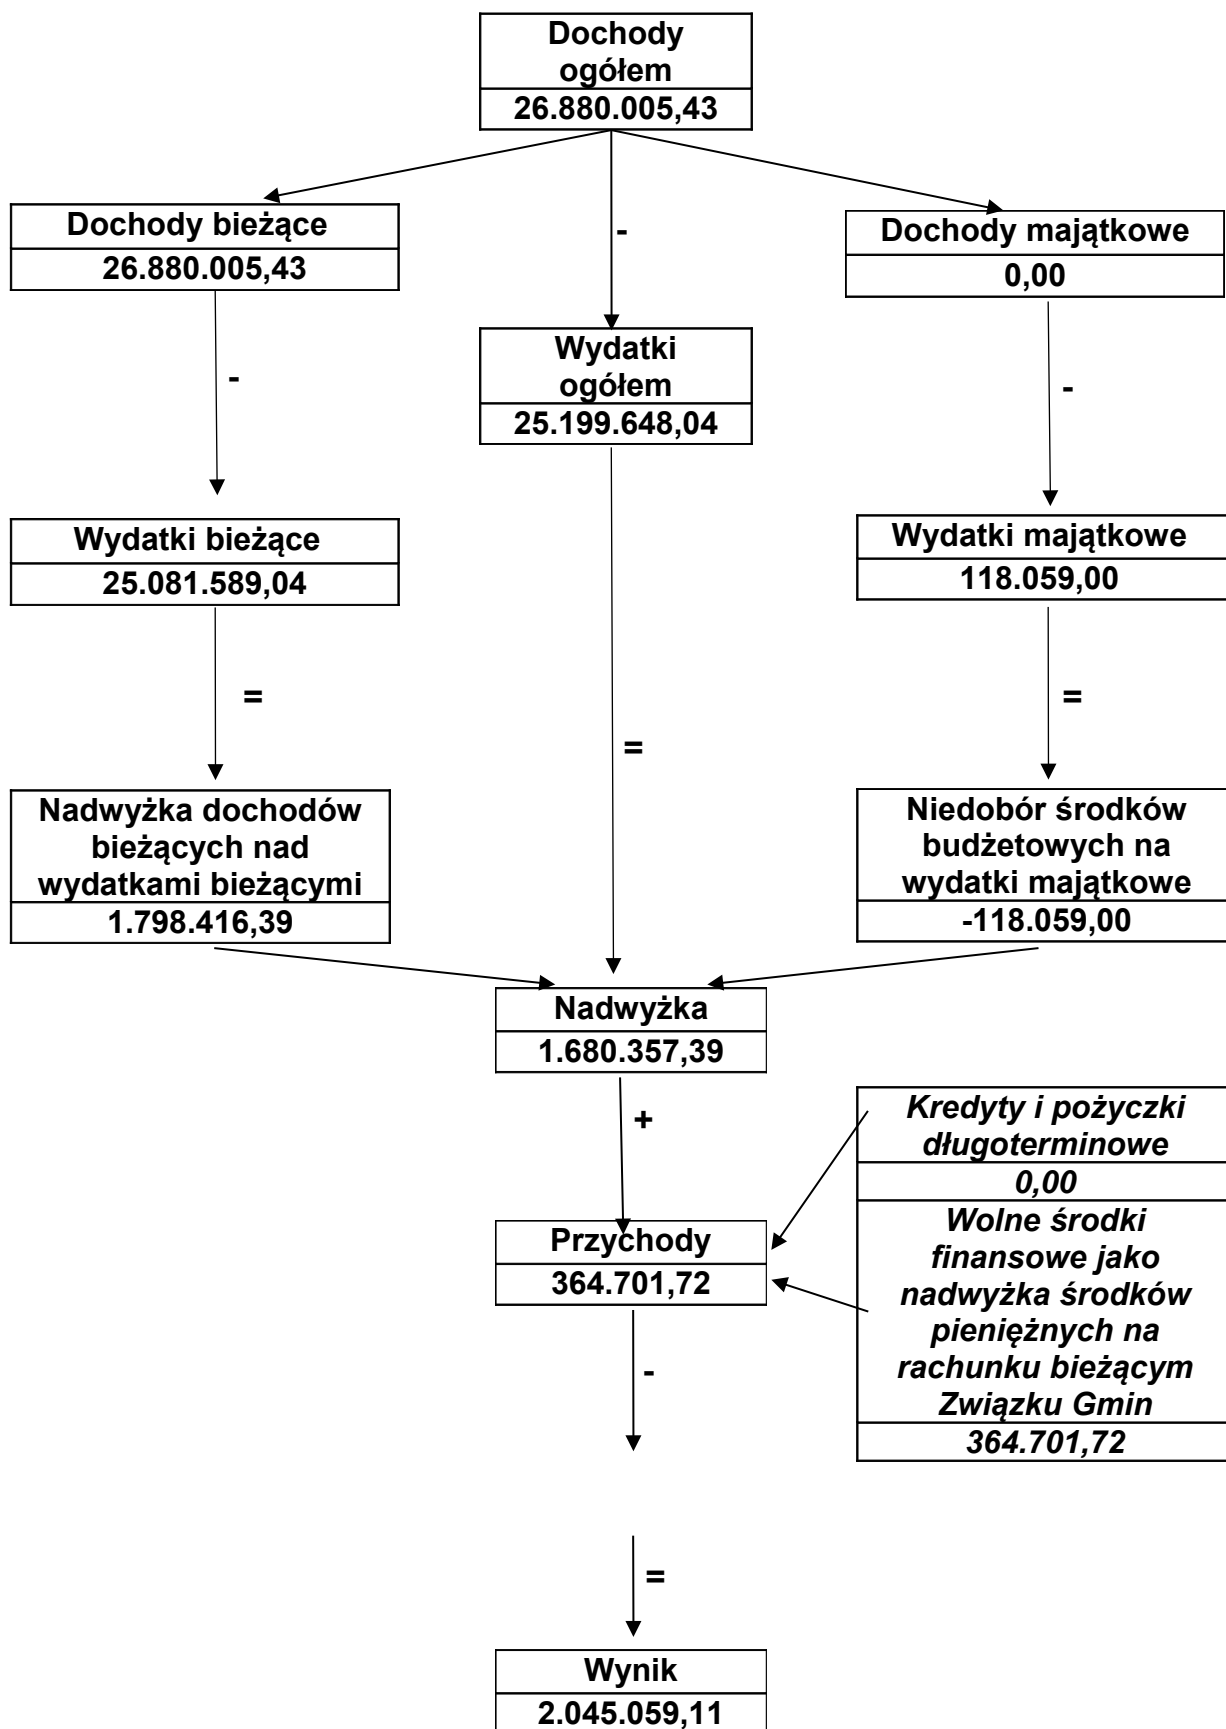 Dochody
ogółem
26.880.005,43
Dochody bieżące
26.880.005,43
-
Dochody majątkowe
0,00
-
Wydatki
ogółem
25.199.648,04
-
Wydatki bieżące
25.081.589,04
Wydatki majątkowe
118.059,00
=
=
=
Nadwyżka dochodów
bieżących nad
wydatkami bieżącymi
1.798.416,39
Niedobór środków
budżetowych na
wydatki majątkowe
-118.059,00
Nadwyżka
1.680.357,39
+
Kredyty i pożyczki
długoterminowe
0,00
Przychody
364.701,72
Wolne środki
finansowe jako
nadwyżka środków
pieniężnych na
rachunku bieżącym
Związku Gmin
364.701,72
-
=
Wynik
2.045.059,11